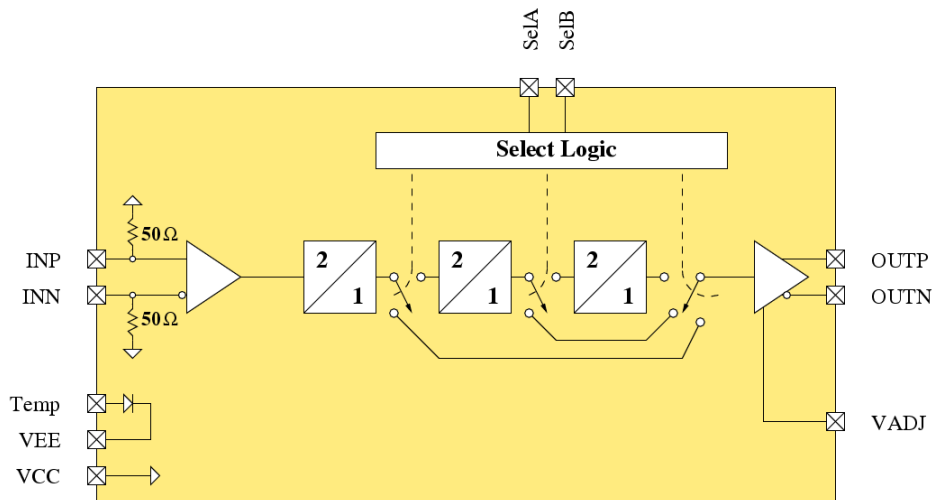 SelA
SelB
Select Logic
50Ω
INP
INN
50Ω
2
1
2
1
2
1
OUTP
OUTN
Temp
VEE
VCC
VADJ